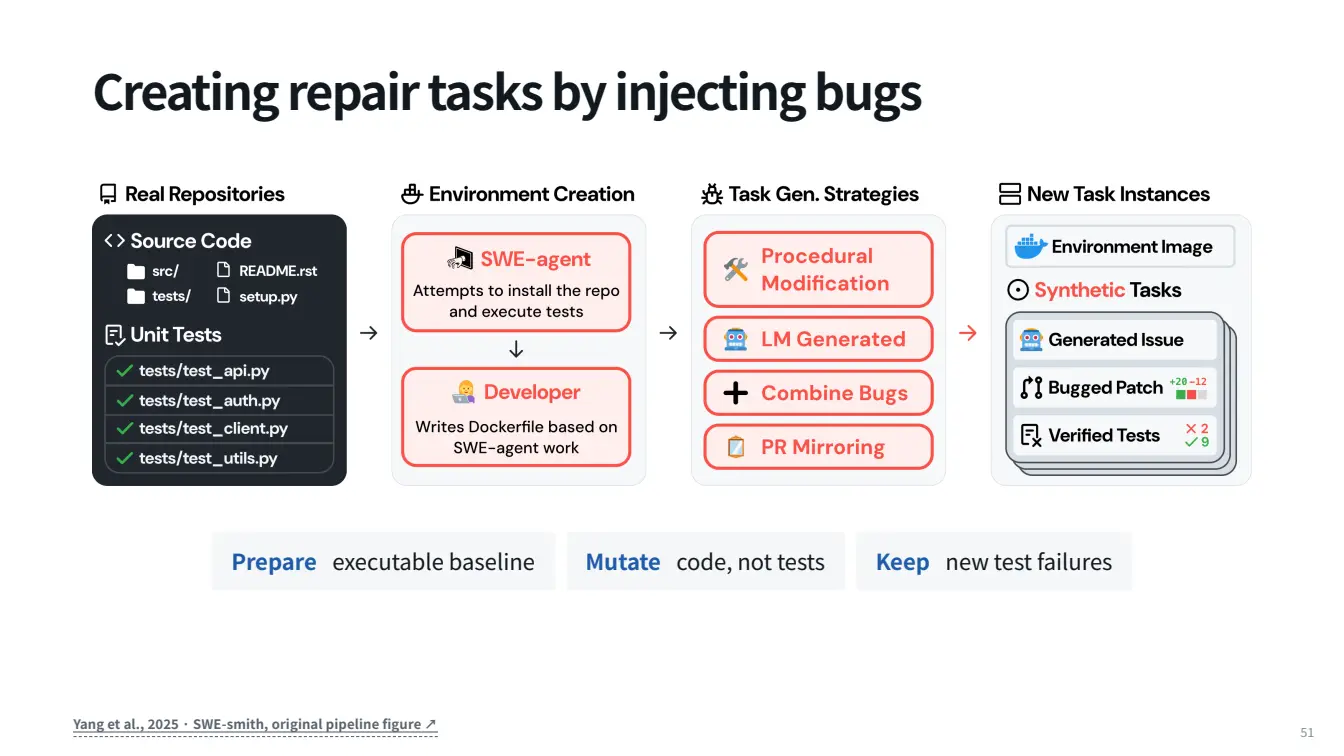 Creating repair tasks by injecting bugs
Real Repositories
Source Code
src/
README.rst
tests/
setup.py
Unit Tests
tests/test_api.py
tests/test_auth.py
tests/test_client.py
tests/test_utils.py
→
Environment Creation
SWE-agent
Attempts to install the repo
and execute tests
↓
Developer
Writes Dockerfile based on
SWE-agent work
→
Task Gen. Strategies
Procedural
Modification
LM Generated
Combine Bugs
PR Mirroring
→
New Task Instances
Environment Image
Synthetic Tasks
Generated Issue
Bugged Patch +20 -12
Verified Tests
✕ 2
✓ 9
Prepare executable baseline
Mutate code, not tests
Keep new test failures
Yang et al., 2025 · SWE-smith, original pipeline figure ↗
51